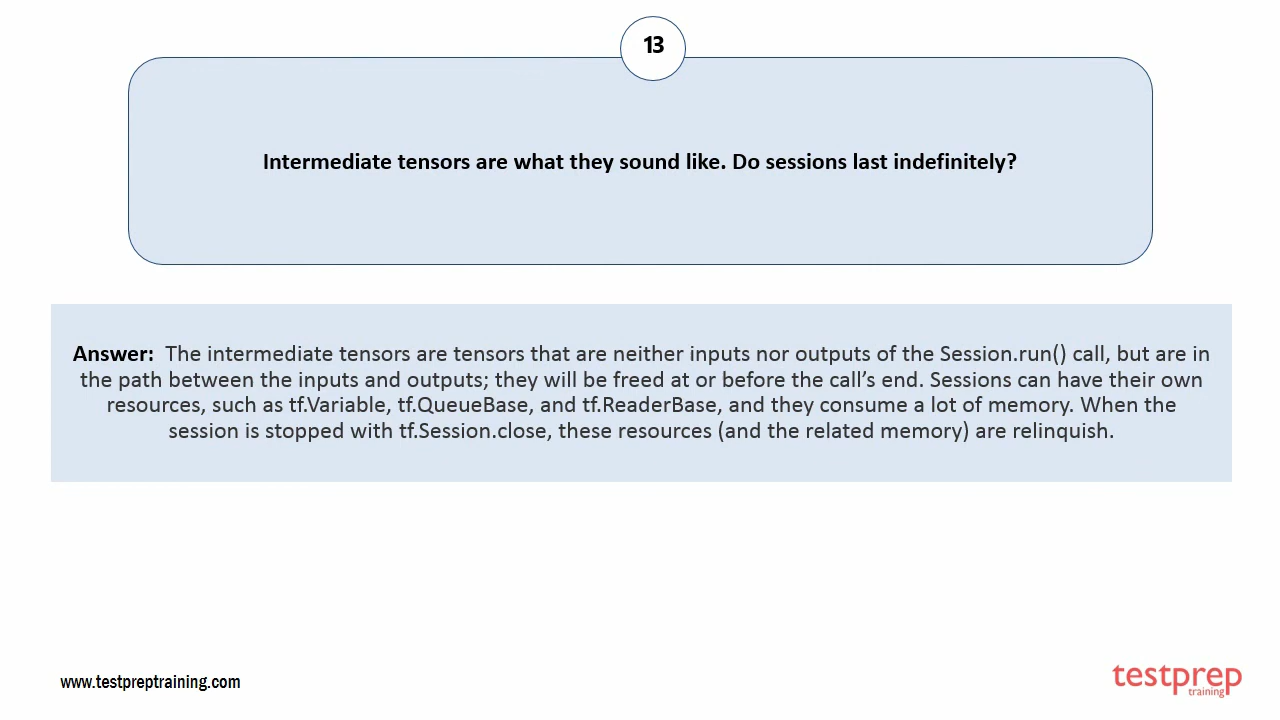 13
Intermediate tensors are what they sound like. Do sessions last indefinitely?
Answer: The intermediate tensors are tensors that are neither inputs nor outputs of the Session.run() call, but are in
the path between the inputs and outputs; they will be freed at or before the call’s end. Sessions can have their own
resources, such as tf.Variable, tf.QueueBase, and tf.ReaderBase, and they consume a lot of memory. When the
session is stopped with tf.Session.close, these resources (and the related memory) are relinquish.
www.testpreptraining.com
testprep
training